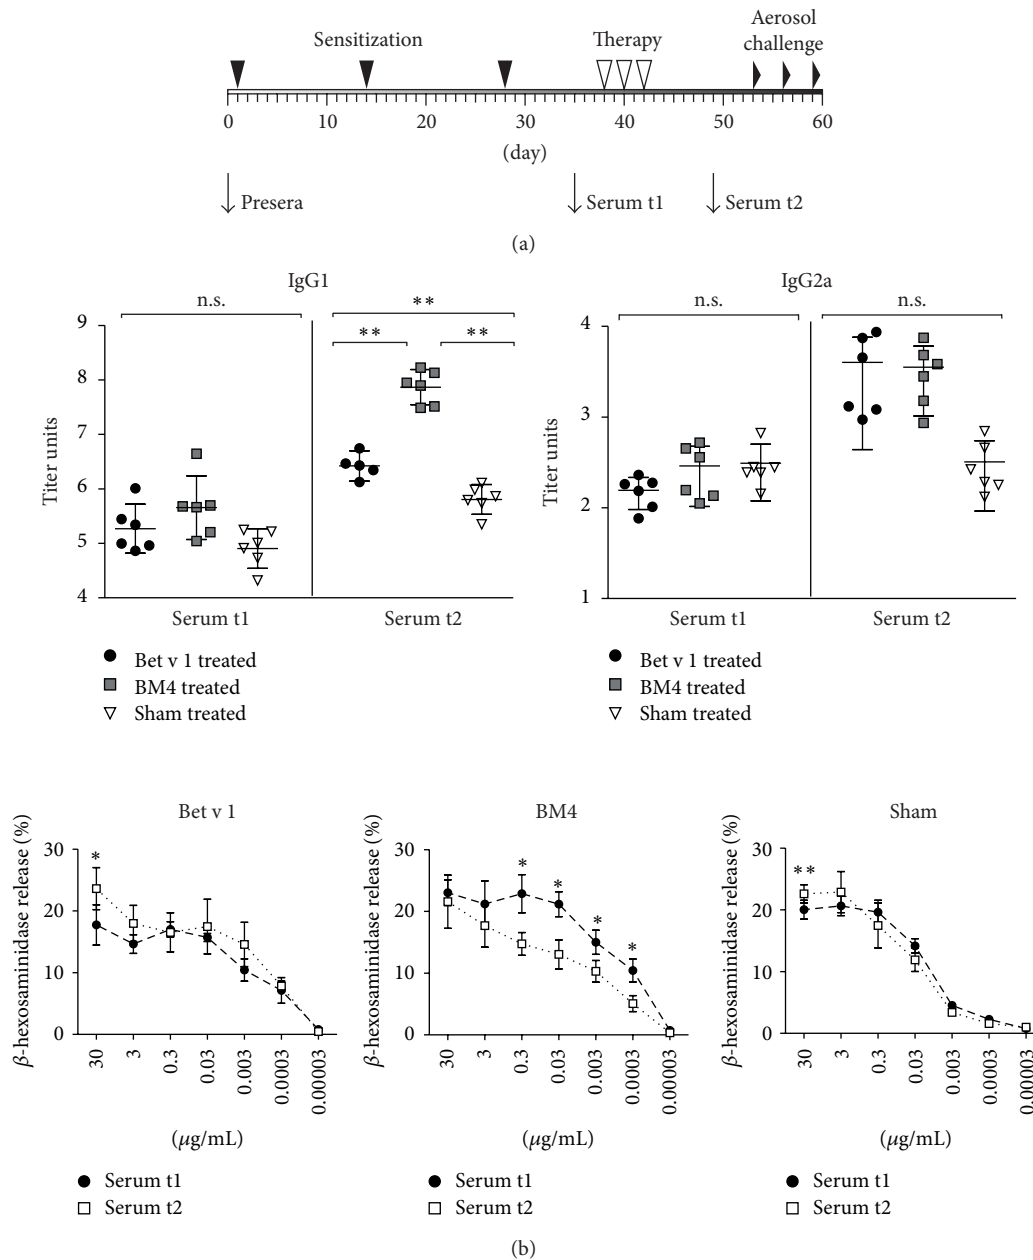 Sensitization Therapy Aerosol
challenge
0 10 20 30 40 50 60
(day)
Presera Serum t1 Serum t2
(a)
IgG1
n.s. **
** **
Titer units
9
8
7
6
5
4
Serum t1 Serum t2
Bet v 1 treated
BM4 treated
Sham treated
IgG2a
n.s. n.s.
Titer units
4
3
2
1
Serum t1 Serum t2
Bet v 1 treated
BM4 treated
Sham treated
Bet v 1
β-hexosaminidase release (%)
30
20
10
0
*
30 3 0.3 0.03 0.003 0.0003 0.00003
(μg/mL)
Serum t1
Serum t2
BM4
β-hexosaminidase release (%)
30
20
10
0
* * * *
30 3 0.3 0.03 0.003 0.0003 0.00003
(μg/mL)
Serum t1
Serum t2
Sham
β-hexosaminidase release (%)
30
20
10
0
**
30 3 0.3 0.03 0.003 0.0003 0.00003
(μg/mL)
Serum t1
Serum t2
(b)